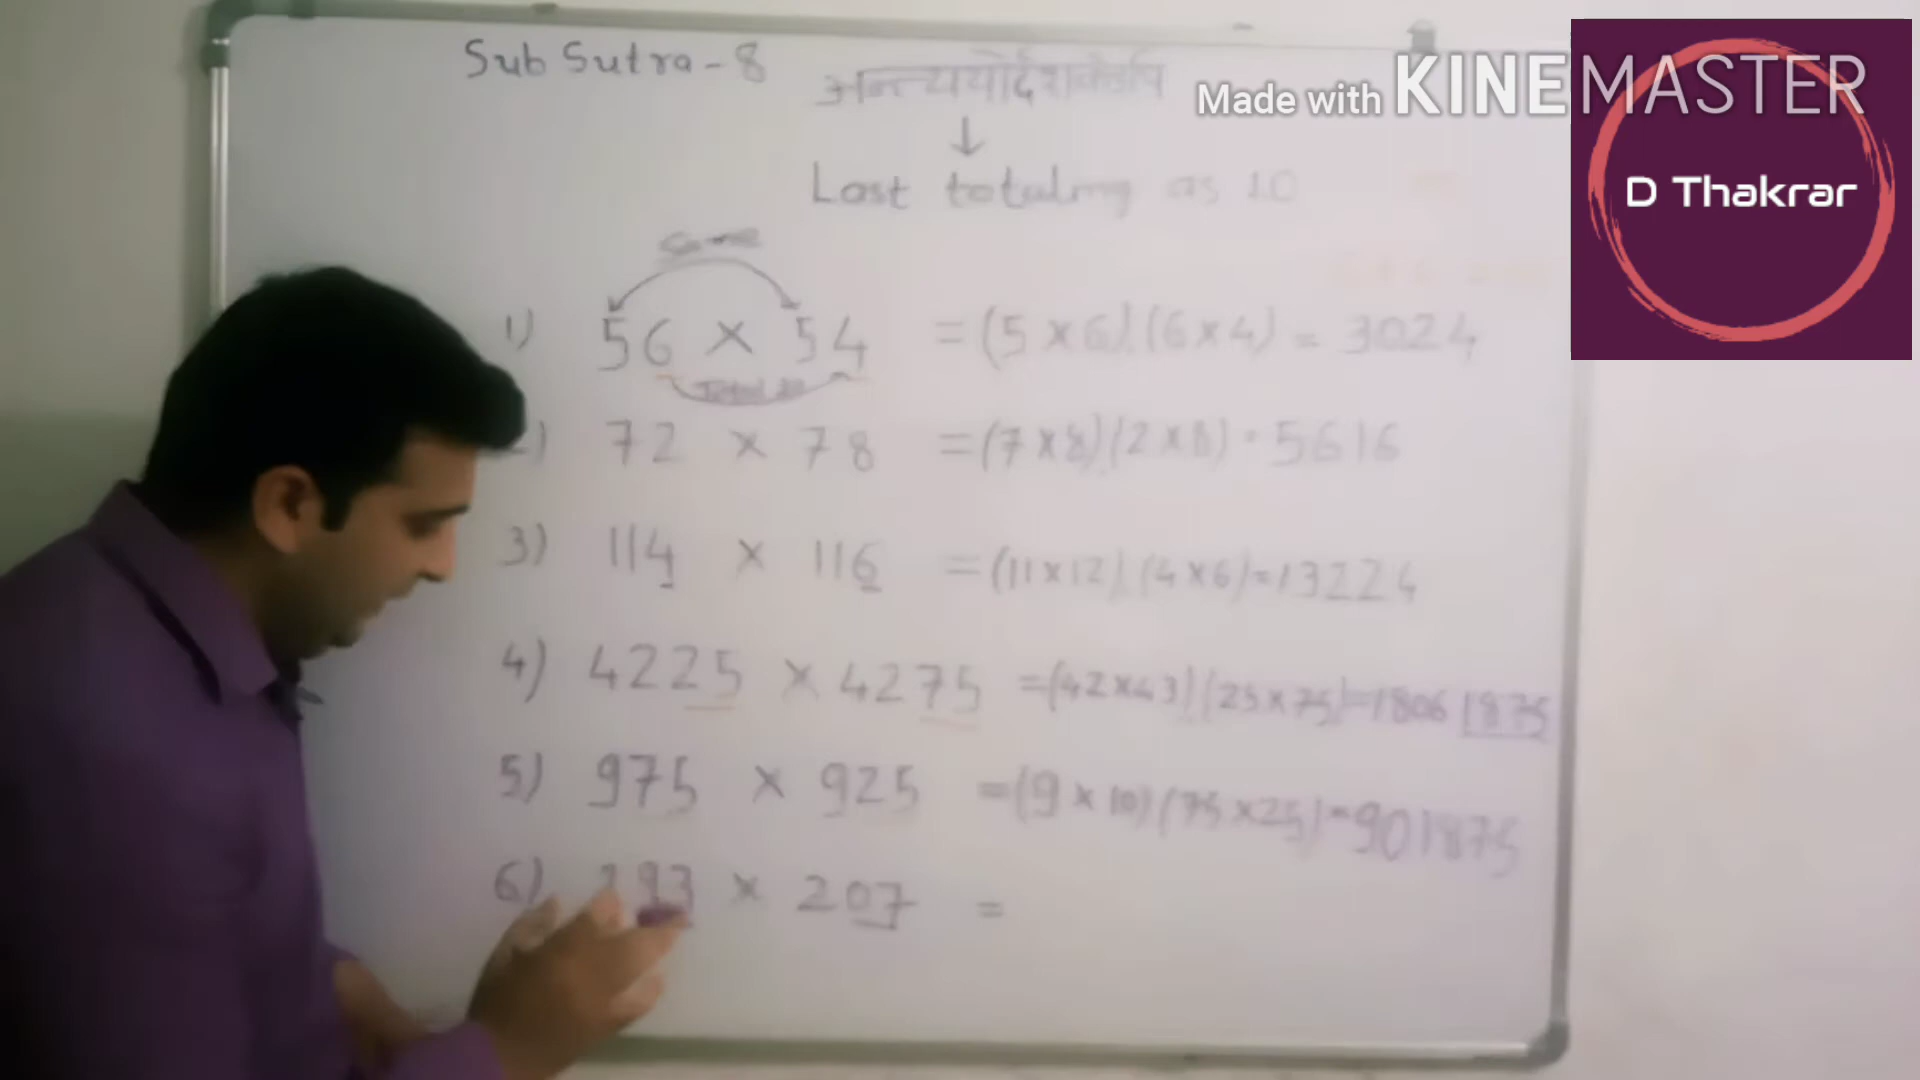 Sub Sutra - 8
अन्त्ययोर्दशकेऽपि
Made with KINEMASTER
D Thakrar
↓
Last totaling as 10
Same
1) 56 × 54 = (5 × 6) (6 × 4) = 3024
Total 10
2) 72 × 78 = (7 × 8) (2 × 8) = 5616
3) 114 × 116 = (11 × 12) (4 × 6) = 13224
4) 4225 × 4275 = (42 × 43) (25 × 75) = 1806 1875
5) 975 × 925 = (9 × 10) (75 × 25) = 901875
6) 293 × 207 =